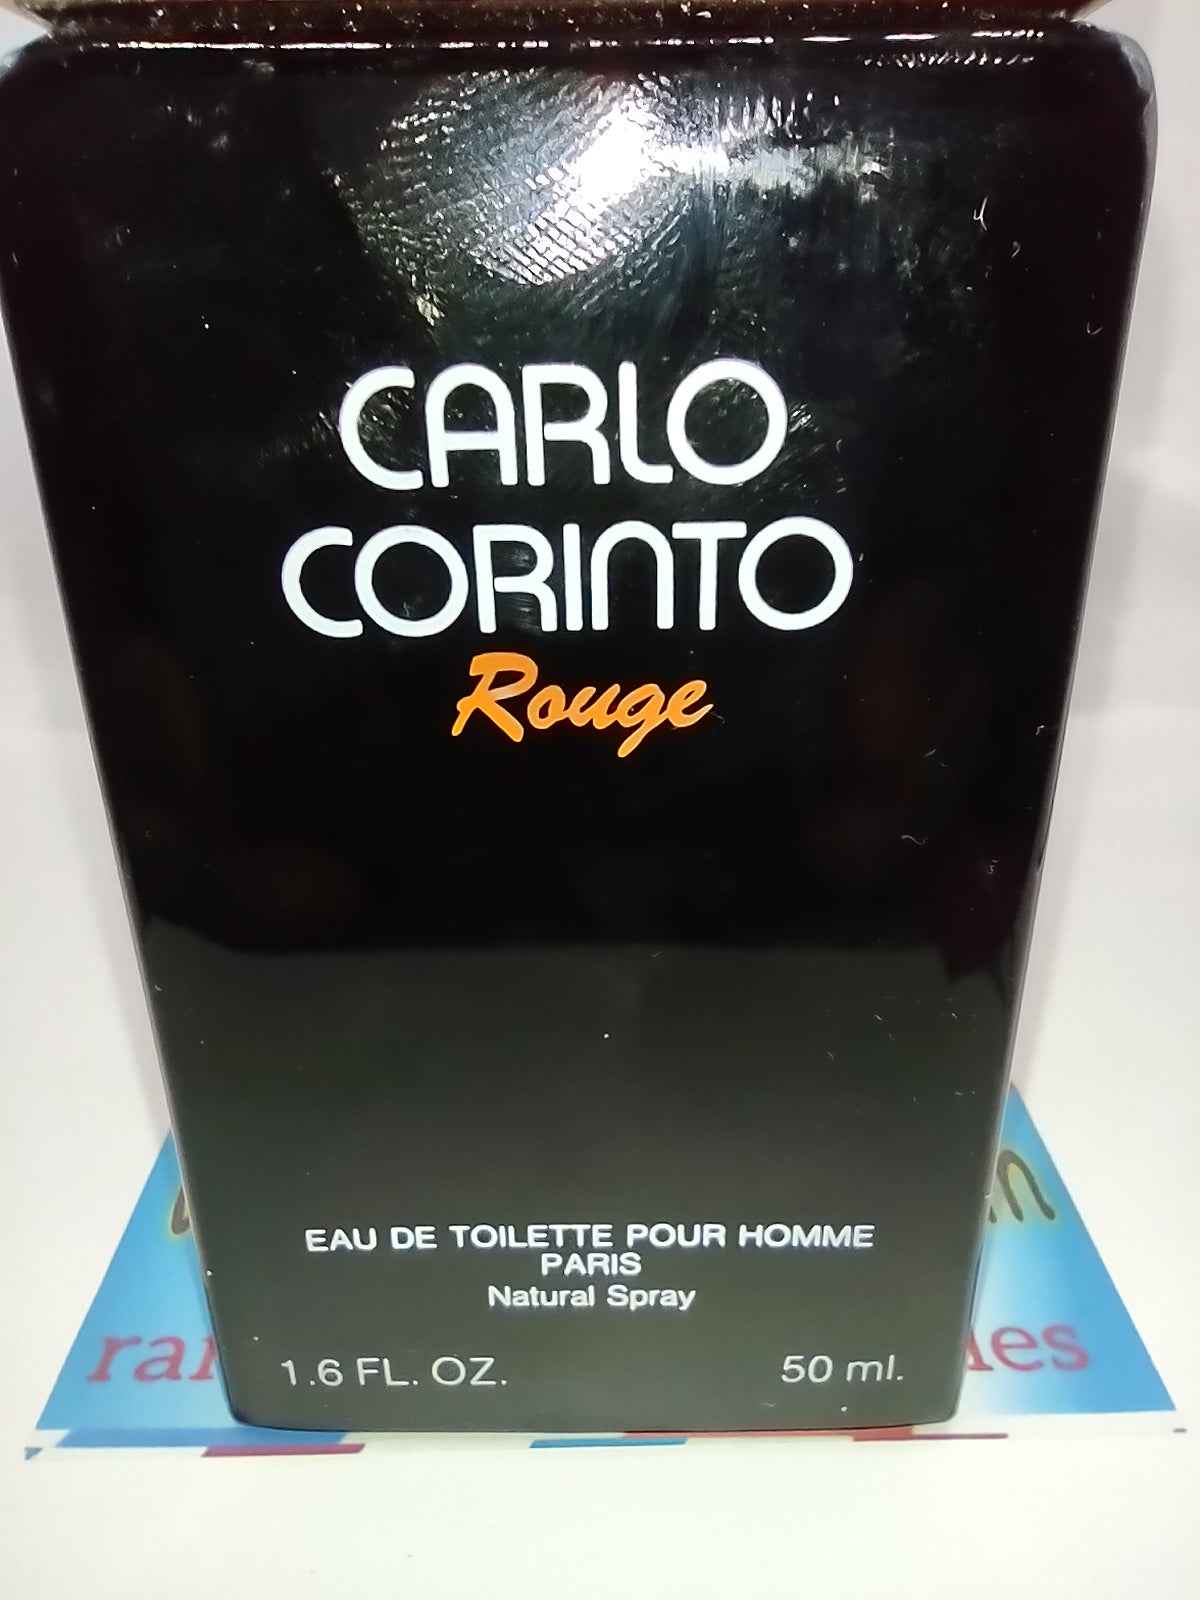 CARLO
CORINTO
Rouge
EAU DE TOILETTE POUR HOMME
PARIS
Natural Spray
1.6 FL. OZ. 50 ml.